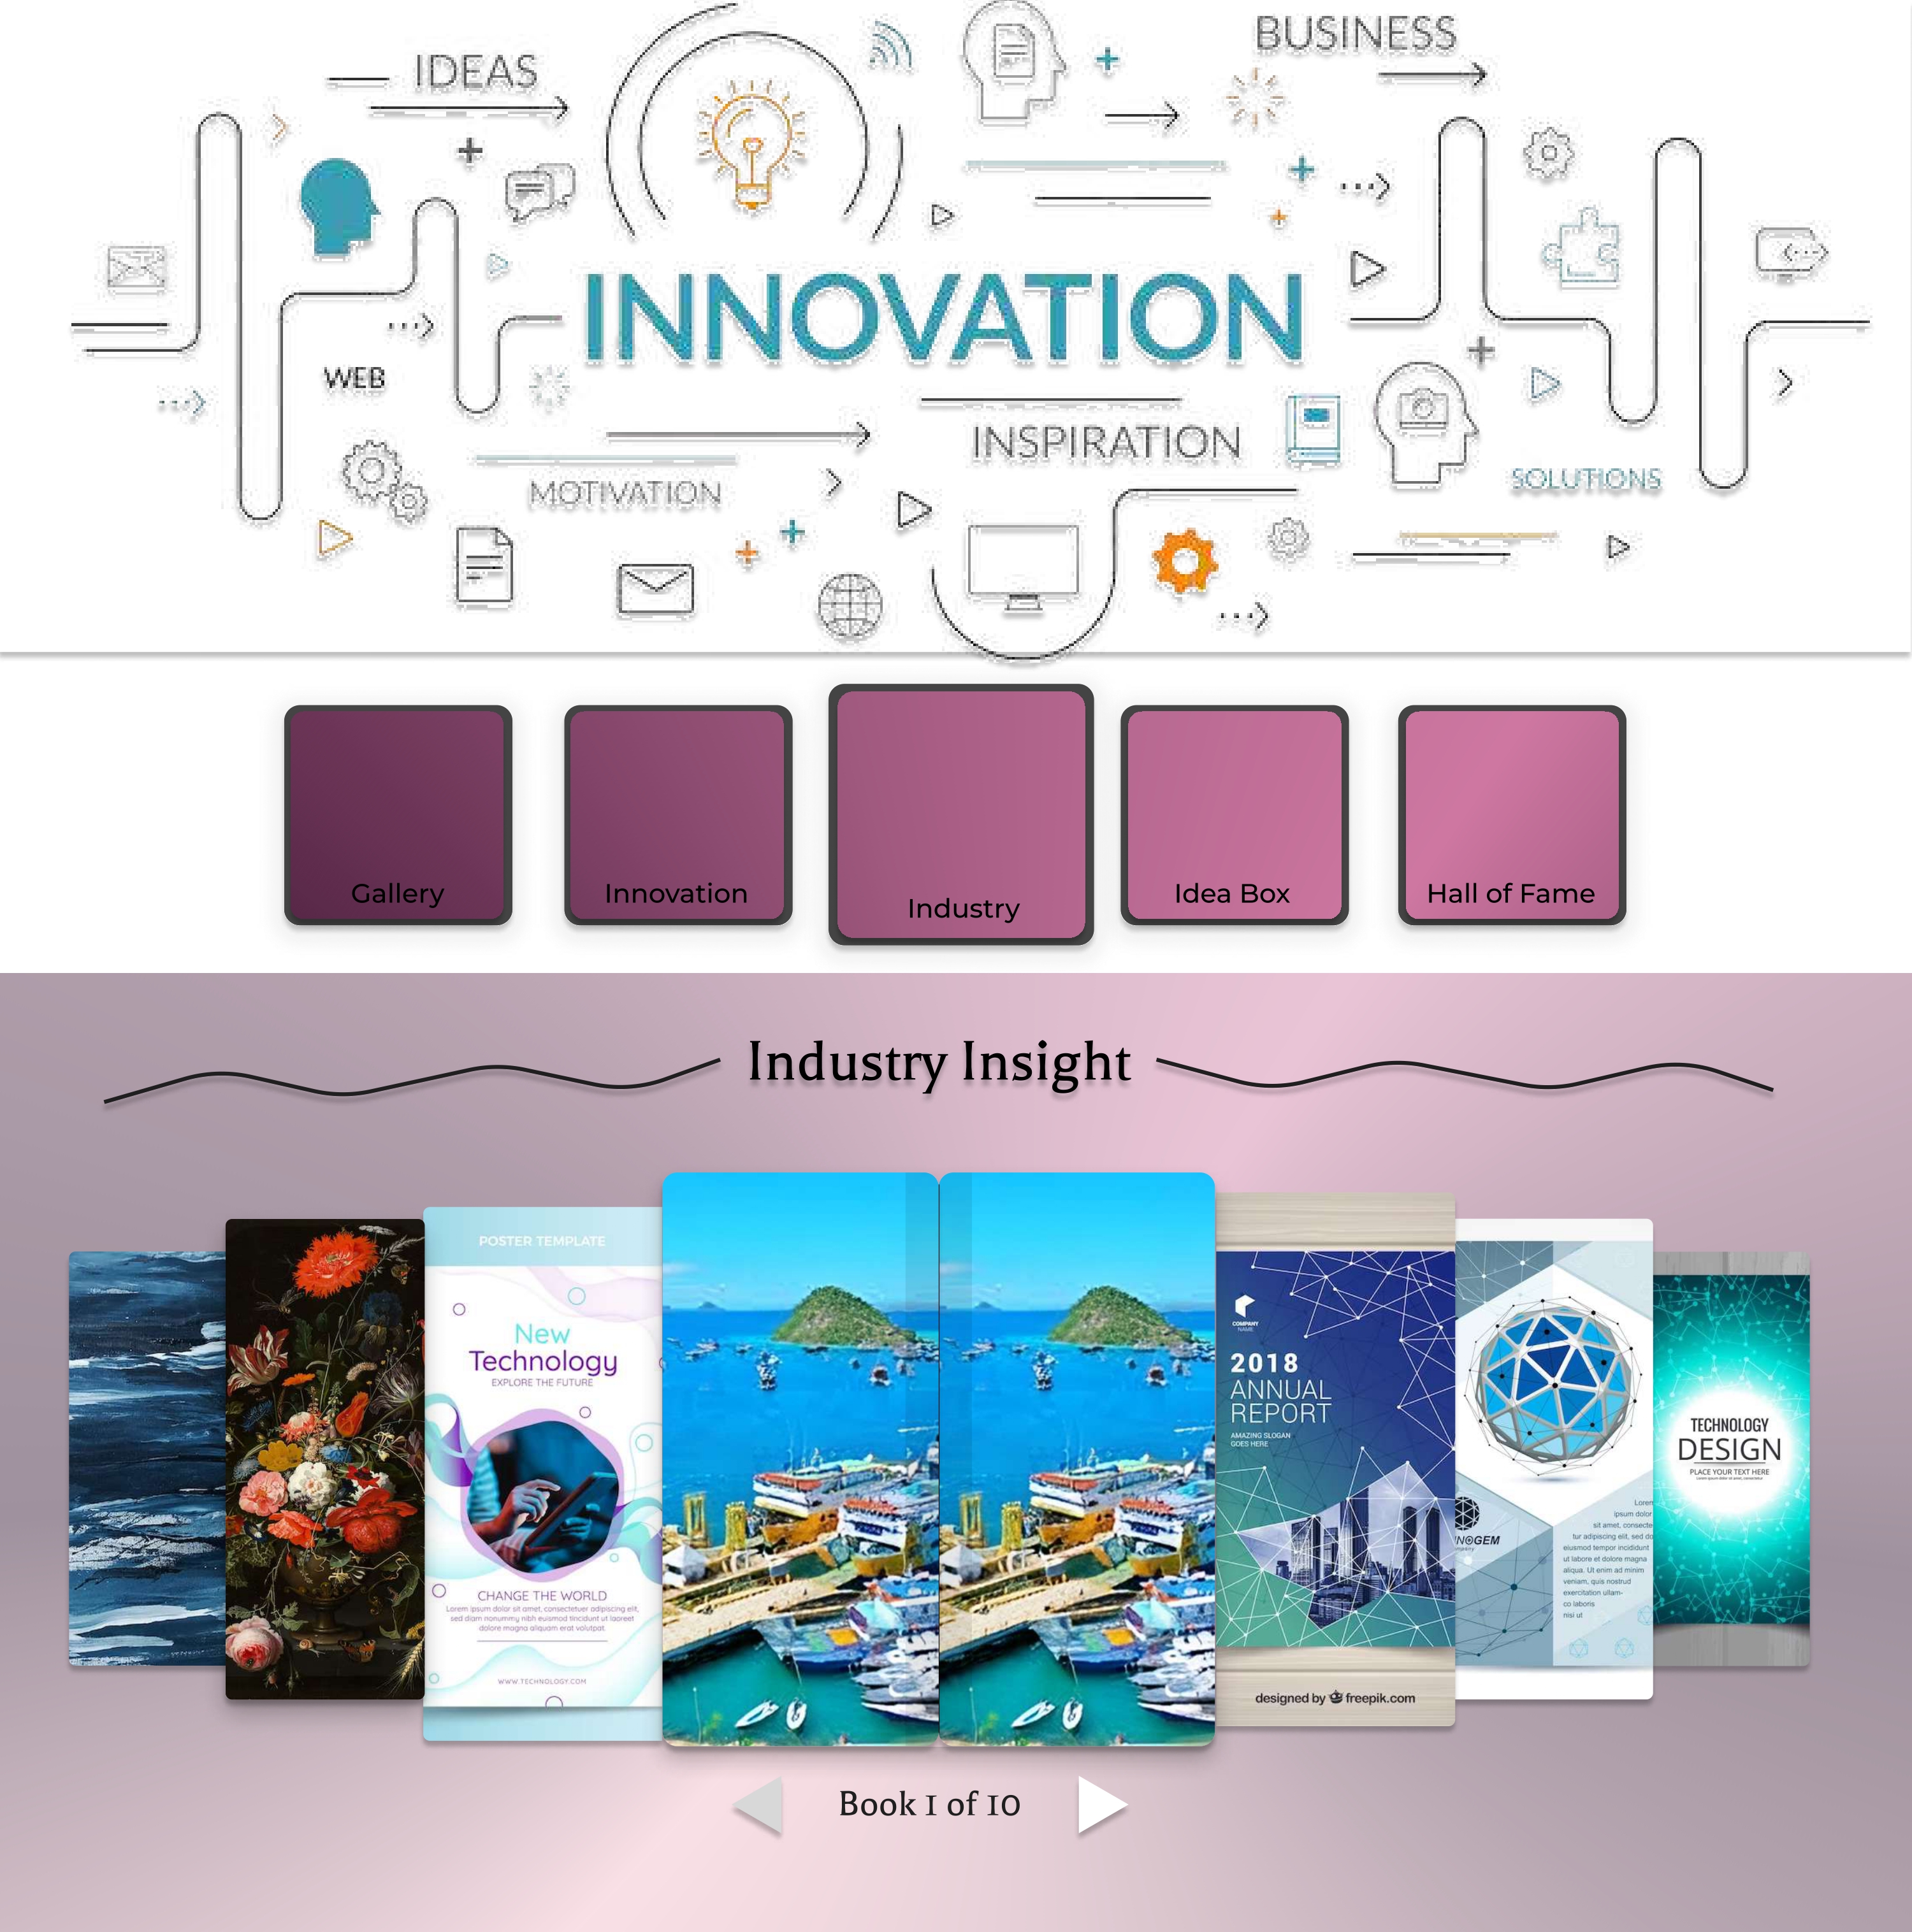 BUSINESS
IDEAS
INNOVATION
WEB
INSPIRATION
MOTIVATION
SOLUTIONS
Gallery
Innovation
Industry
Idea Box
Hall of Fame
Industry Insight
POSTER TEMPLATE
New
Technology
EXPLORE THE FUTURE
CHANGE THE WORLD
Lorem ipsum dolor sit amet, consectetuer adipiscing elit,
sed diam nonummy nibh euismod tincidunt ut laoreet
dolore magna aliquam erat volutpat.
WWW.TECHNOLOGY.COM
COMPANY
NAME
2018
ANNUAL
REPORT
AMAZING SLOGAN
GOES HERE
designed by freepik.com
NOGEM
Lorem
ipsum dolor
sit amet, consecte
tur adipiscing elit, sed do
eiusmod tempor incididunt
ut labore et dolore magna
aliqua. Ut enim ad minim
veniam, quis nostrud
exercitation ullam-
co laboris
nisi ut
TECHNOLOGY
DESIGN
PLACE YOUR TEXT HERE
Book 1 of 10